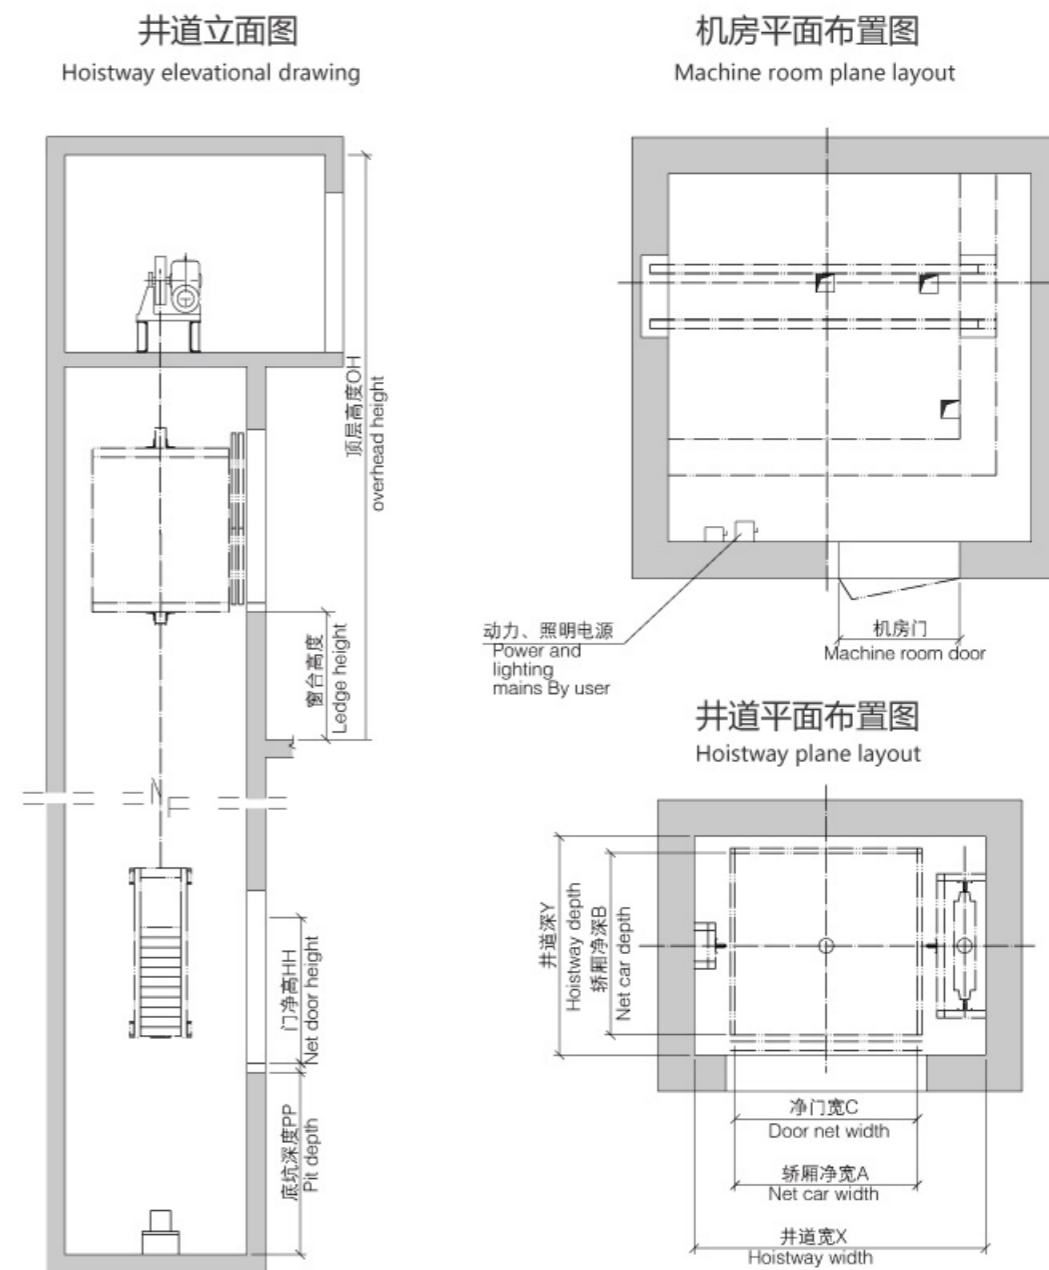 井道立面图
Hoistway elevational drawing
顶层高度OH
overhead height
窗台高度
Ledge height
门净高HH
Net door height
底坑深度PP
Pit depth
机房平面布置图
Machine room plane layout
动力、照明电源
Power and
lighting
mains By user
机房门
Machine room door
井道平面布置图
Hoistway plane layout
井道深Y
Hoistway depth
轿厢净深B
Net car depth
净门宽C
Door net width
轿厢净宽A
Net car width
井道宽X
Hoistway width